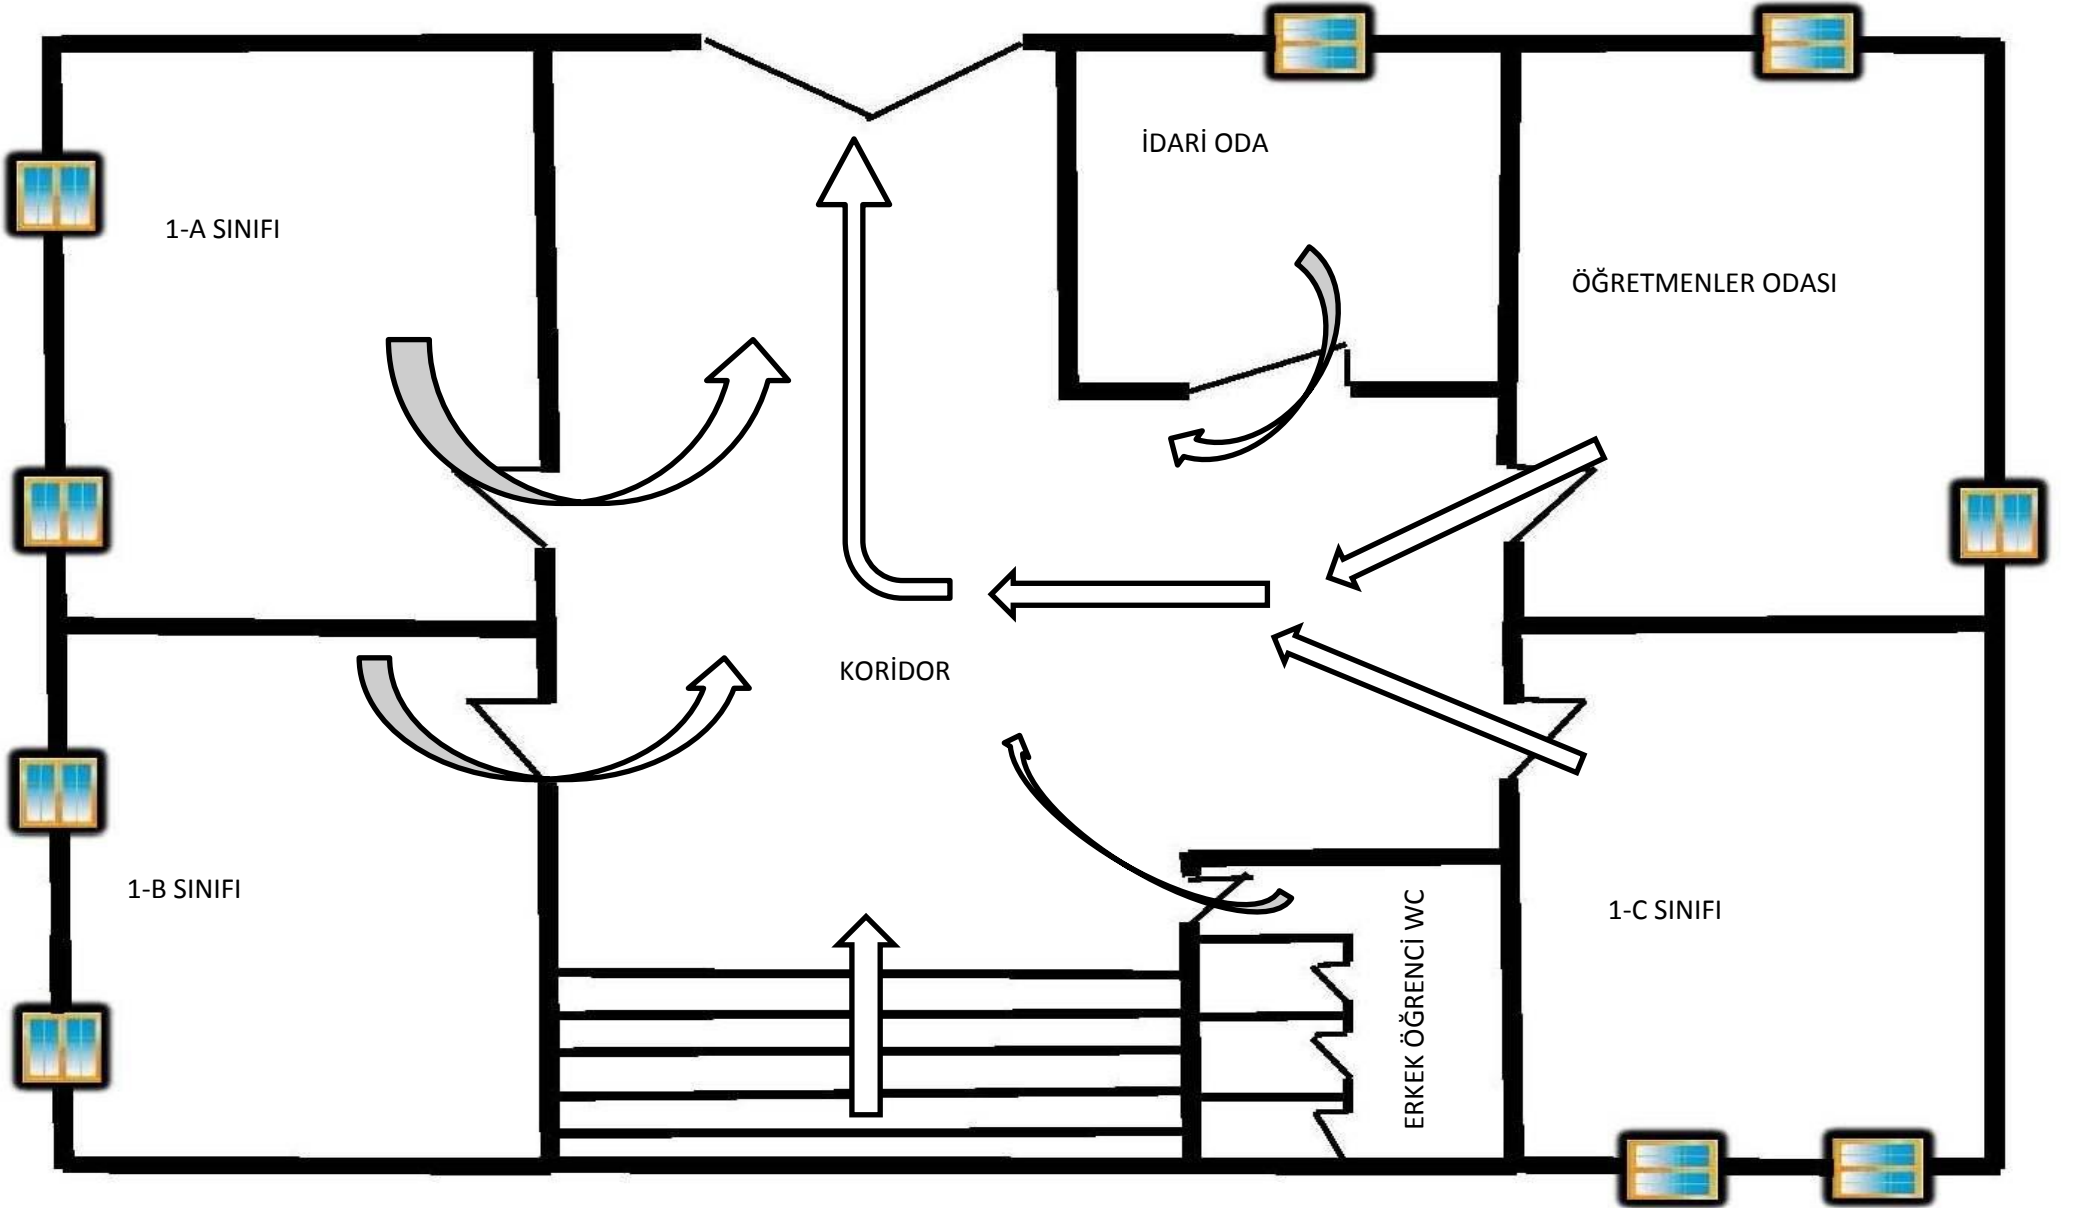 İDARİ ODA
1-A SINIFI
ÖĞRETMENLER ODASI
KORİDOR
1-B SINIFI
ERKEK ÖĞRENCİ WC
1-C SINIFI